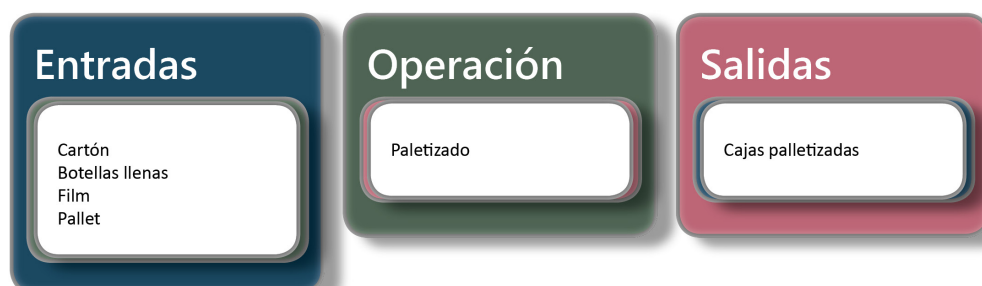 Entradas
Cartón
Botellas llenas
Film
Pallet
Operación
Paletizado
Salidas
Cajas palletizadas